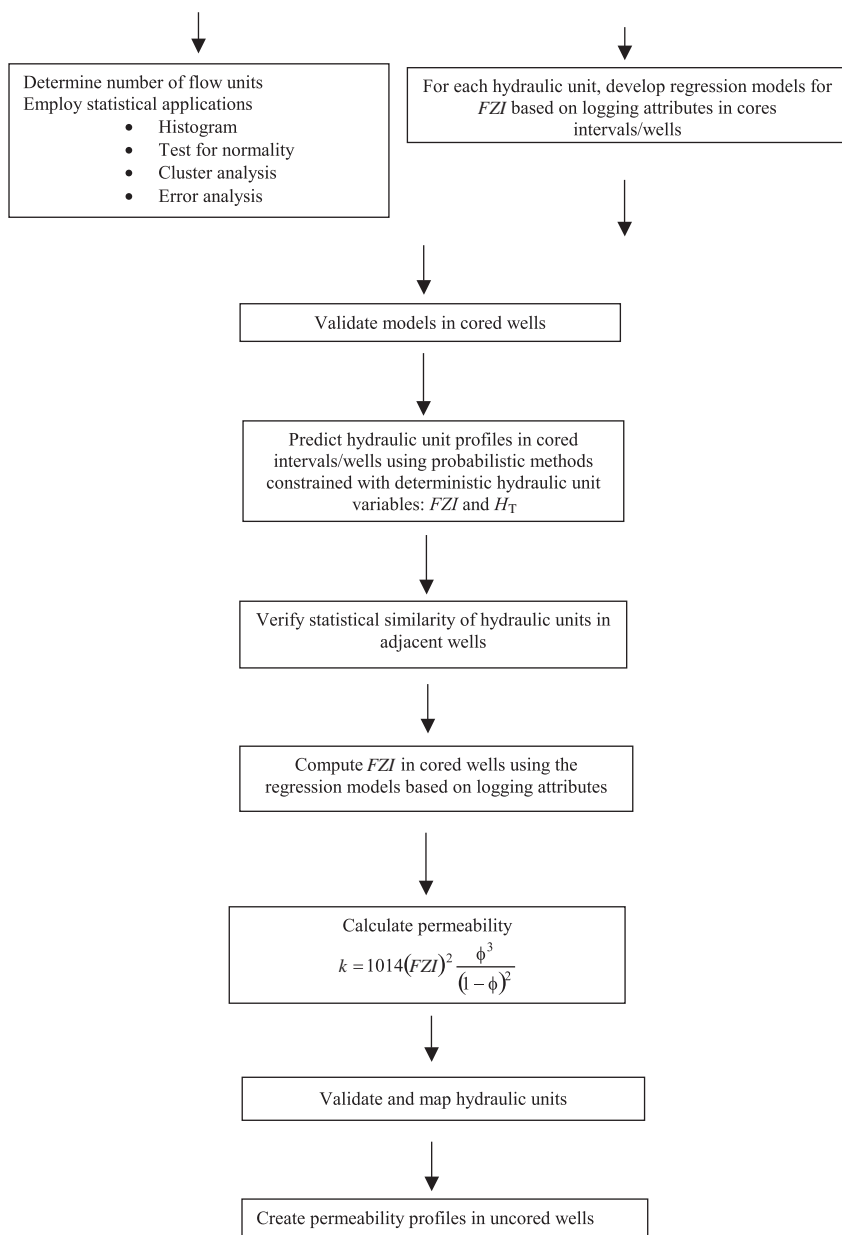 Determine number of flow units
Employ statistical applications
• Histogram
• Test for normality
• Cluster analysis
• Error analysis
For each hydraulic unit, develop regression models for
FZI based on logging attributes in cores
intervals/wells
Validate models in cored wells
Predict hydraulic unit profiles in cored
intervals/wells using probabilistic methods
constrained with deterministic hydraulic unit
variables: FZI and H_T
Verify statistical similarity of hydraulic units in
adjacent wells
Compute FZI in cored wells using the
regression models based on logging attributes
Calculate permeability
k = 1014(FZI)² ϕ³/(1 − ϕ)²
Validate and map hydraulic units
Create permeability profiles in uncored wells